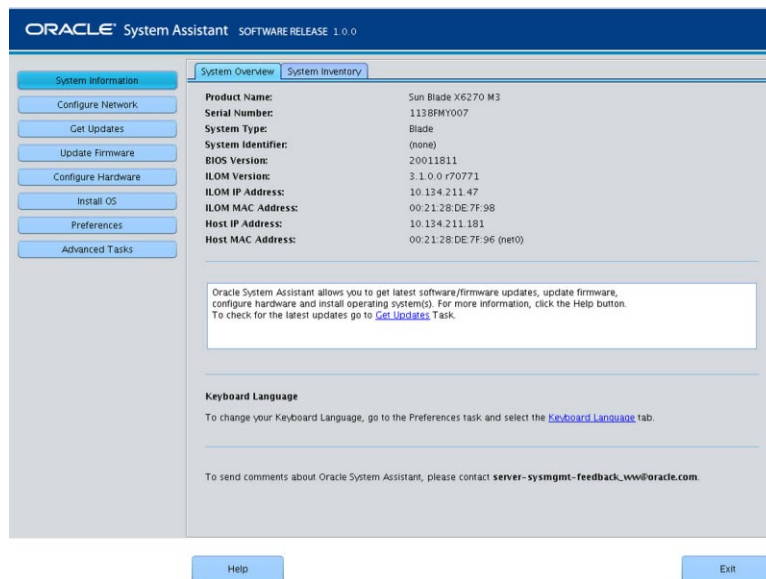 ORACLE System Assistant SOFTWARE RELEASE 1.0.0
System Information
Configure Network
Get Updates
Update Firmware
Configure Hardware
Install OS
Preferences
Advanced Tasks
System Overview System Inventory
Product Name: Sun Blade X6270 M3
Serial Number: 1138FMY007
System Type: Blade
System Identifier: (none)
BIOS Version: 20011811
ILOM Version: 3.1.0.0 r70771
ILOM IP Address: 10.134.211.47
ILOM MAC Address: 00:21:28:DE:7F:98
Host IP Address: 10.134.211.181
Host MAC Address: 00:21:28:DE:7F:96 (net0)
Oracle System Assistant allows you to get latest software/firmware updates, update firmware,
configure hardware and install operating system(s). For more information, click the Help button.
To check for the latest updates go to Get Updates Task.
Keyboard Language
To change your Keyboard Language, go to the Preferences task and select the Keyboard Language tab.
To send comments about Oracle System Assistant, please contact server-sysmgmt-feedback_ww@oracle.com.
Help
Exit